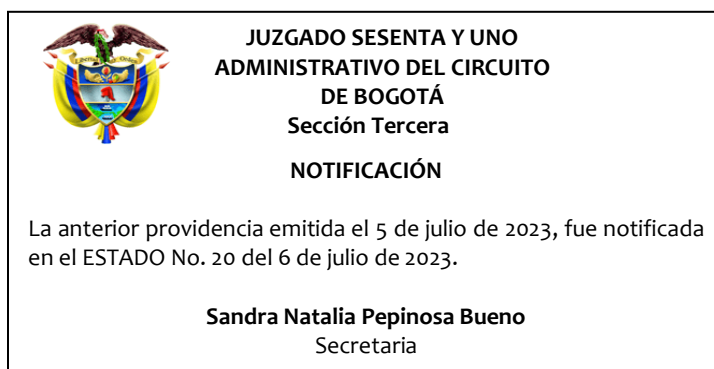 JUZGADO SESENTA Y UNO
ADMINISTRATIVO DEL CIRCUITO
DE BOGOTÁ
Sección Tercera
NOTIFICACIÓN
La anterior providencia emitida el 5 de julio de 2023, fue notificada
en el ESTADO No. 20 del 6 de julio de 2023.
Sandra Natalia Pepinosa Bueno
Secretaria